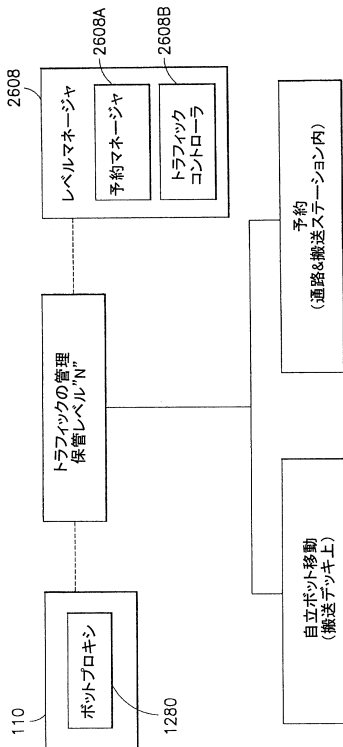 110
ボットプロキシ
1280
トラフィックの管理
保管レベル"N"
2608
レベルマネージャ
予約マネージャ
2608A
トラフィック
コントローラ
2608B
自立ボット移動
(搬送デッキ上)
予約
(通路&搬送ステーション内)